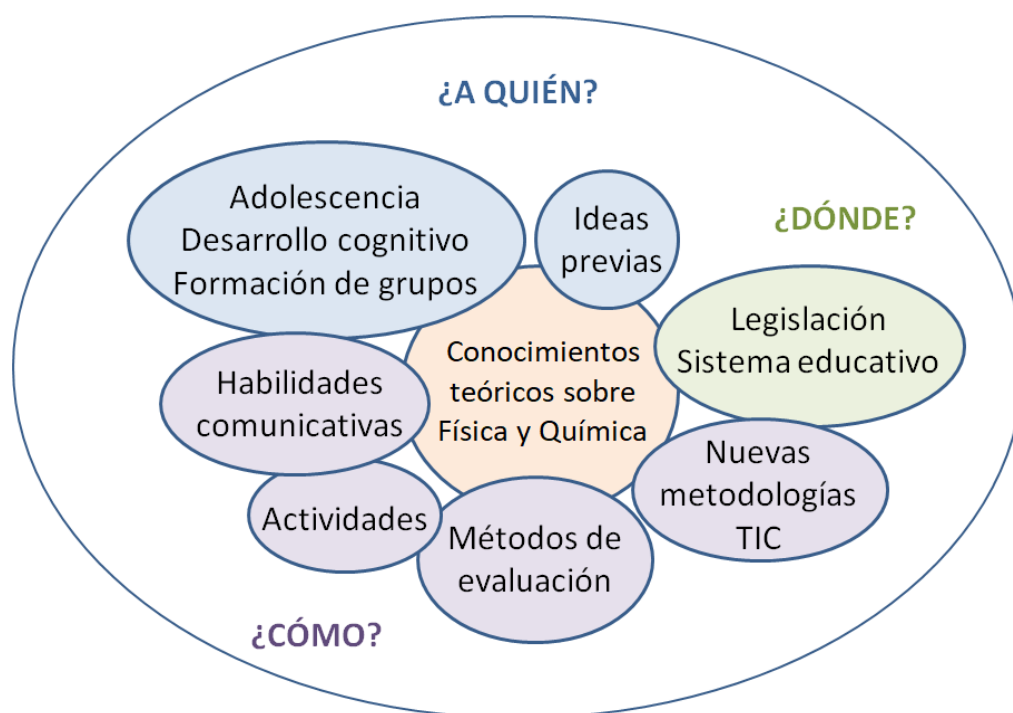 ¿A QUIÉN?
Adolescencia
Desarrollo cognitivo
Formación de grupos
Ideas
previas
¿DÓNDE?
Legislación
Sistema educativo
Conocimientos
teóricos sobre
Física y Química
Habilidades
comunicativas
Nuevas
metodologías
TIC
Actividades
Métodos de
evaluación
¿CÓMO?